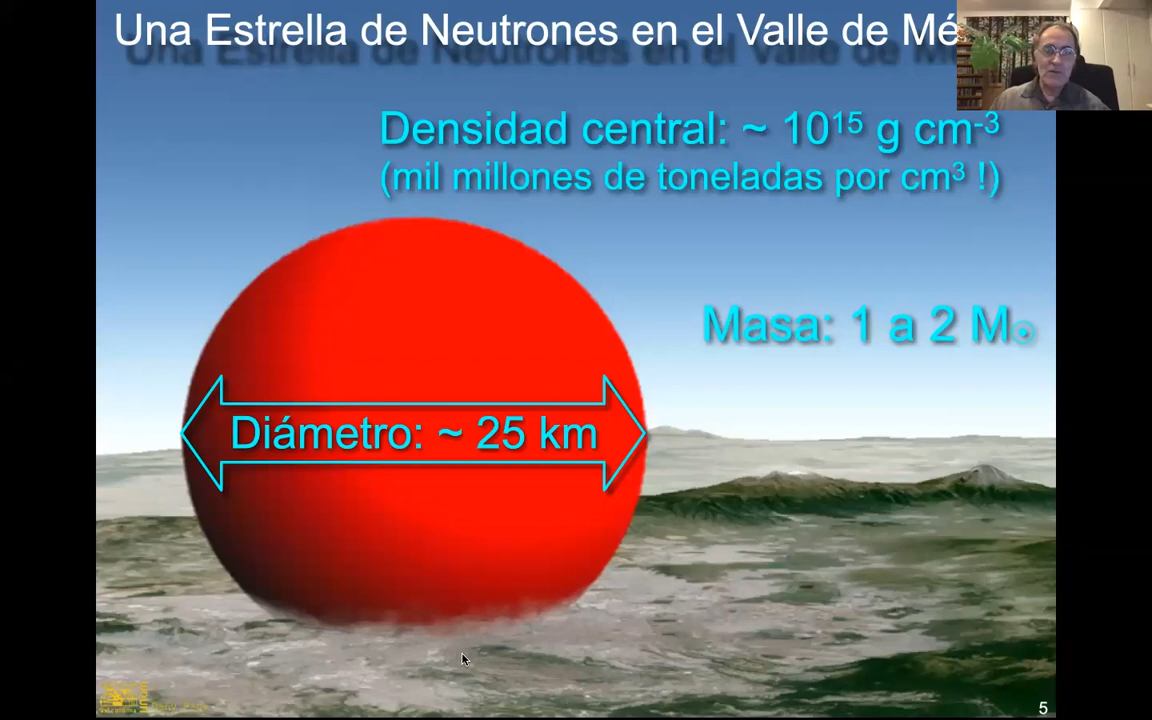 Una Estrella de Neutrones en el Valle de Mé
Densidad central: ~ 10¹⁵ g cm⁻³
(mil millones de toneladas por cm³ !)
Masa: 1 a 2 M☉
Diámetro: ~ 25 km
5